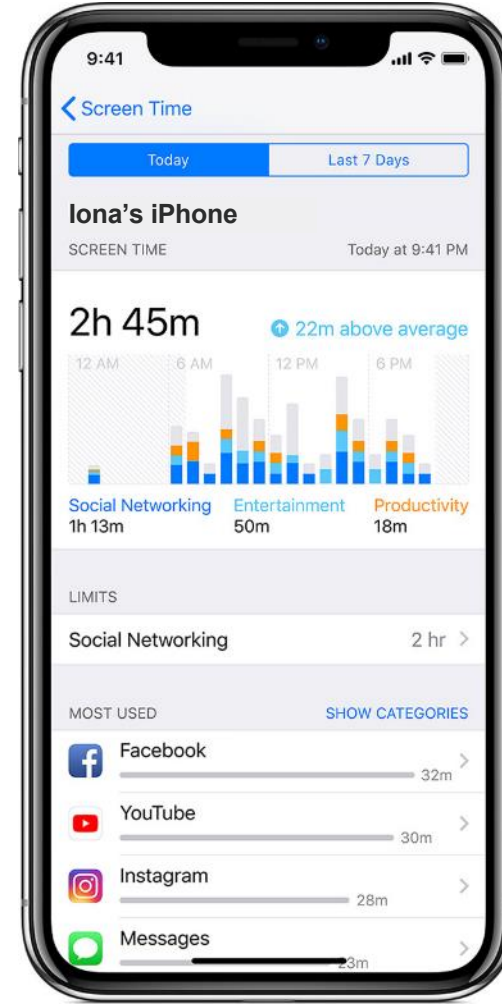 9:41
Screen Time
Today Last 7 Days
Iona’s iPhone
SCREEN TIME Today at 9:41 PM
2h 45m 22m above average
12 AM 6 AM 12 PM 6 PM
Social Networking Entertainment Productivity
1h 13m 50m 18m
LIMITS
Social Networking 2 hr
MOST USED SHOW CATEGORIES
Facebook
32m
YouTube
30m
Instagram
28m
Messages
23m